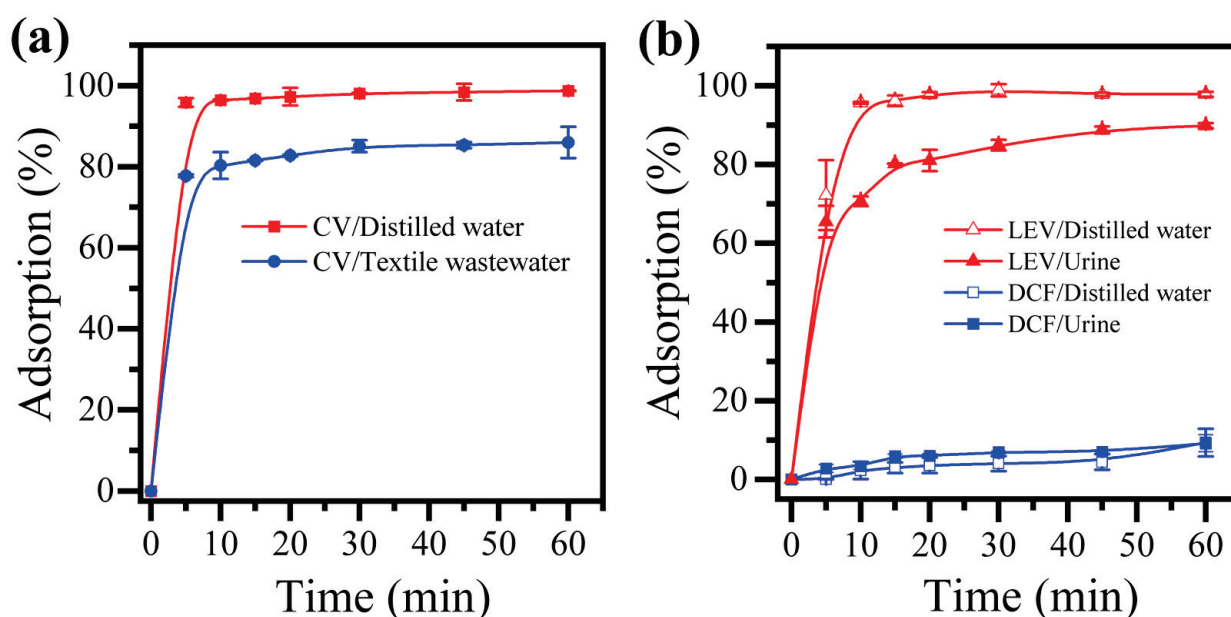 (a)
Adsorption (%)
100
80
60
40
20
0
CV/Distilled water
CV/Textile wastewater
0 10 20 30 40 50 60
Time (min)
(b)
Adsorption (%)
100
80
60
40
20
0
LEV/Distilled water
LEV/Urine
DCF/Distilled water
DCF/Urine
0 10 20 30 40 50 60
Time (min)